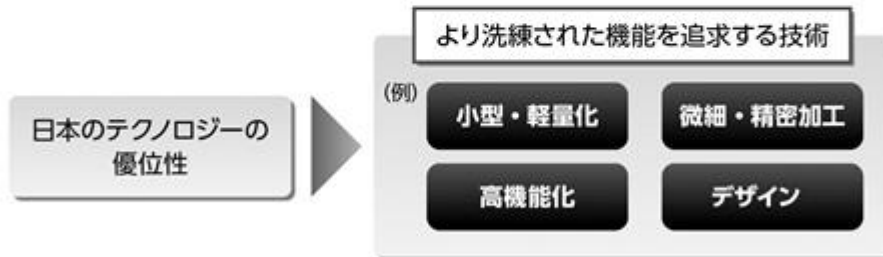 より洗練された機能を追求する技術
日本のテクノロジーの
優位性
(例)
小型・軽量化
微細・精密加工
高機能化
デザイン